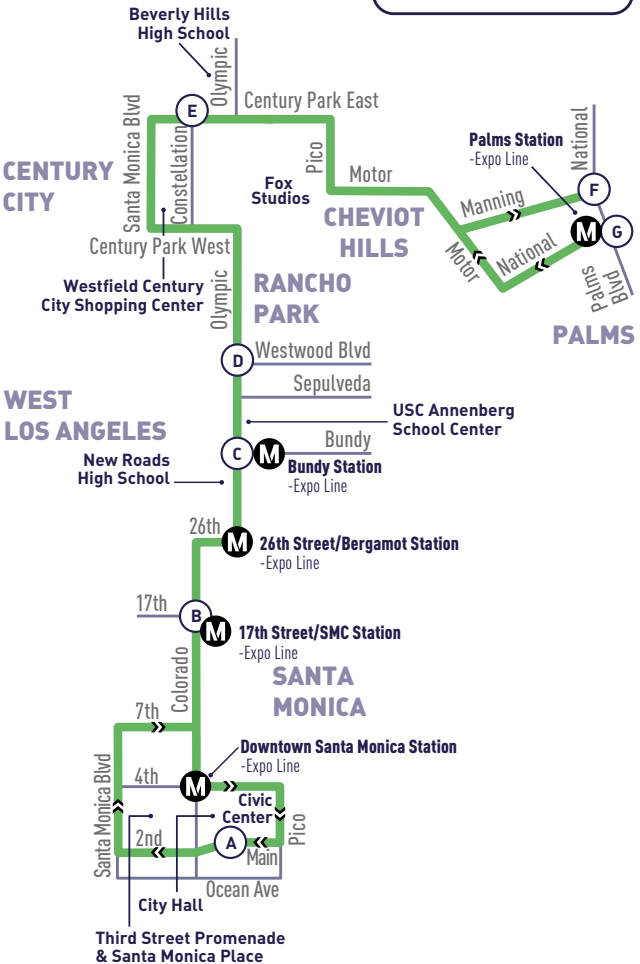 Beverly Hills
High School
Olympic
Century Park East
E
Santa Monica Blvd
Constellation
Pico
Palms Station
-Expo Line
National
CENTURY
CITY
Fox
Studios
Motor
Manning
F
CHEVIOT
HILLS
M
G
Motor
National
Palms
Blvd
Century Park West
Westfield Century
City Shopping Center
Olympic
RANCHO
PARK
PALMS
D
Westwood Blvd
Sepulveda
WEST
LOS ANGELES
USC Annenberg
School Center
Bundy
C
M
New Roads
High School
Bundy Station
-Expo Line
26th
M
26th Street/Bergamot Station
-Expo Line
17th
B
M
17th Street/SMC Station
-Expo Line
Colorado
SANTA
MONICA
7th
Downtown Santa Monica Station
-Expo Line
Santa Monica Blvd
4th
M
Civic
Center
Pico
2nd
A
Main
Ocean Ave
City Hall
Third Street Promenade
& Santa Monica Place